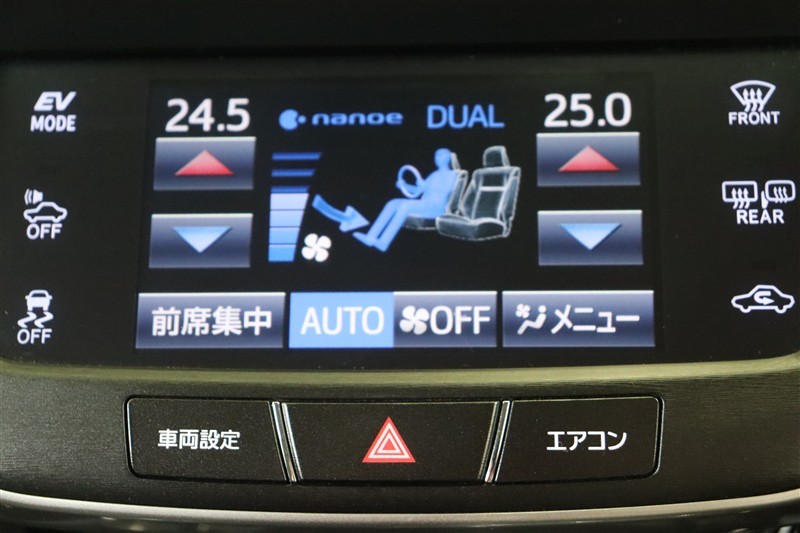 EV
MODE
24.5
nanoe
DUAL
25.0
FRONT
OFF
REAR
OFF
前席集中
AUTO
OFF
メニュー
車両設定
エアコン